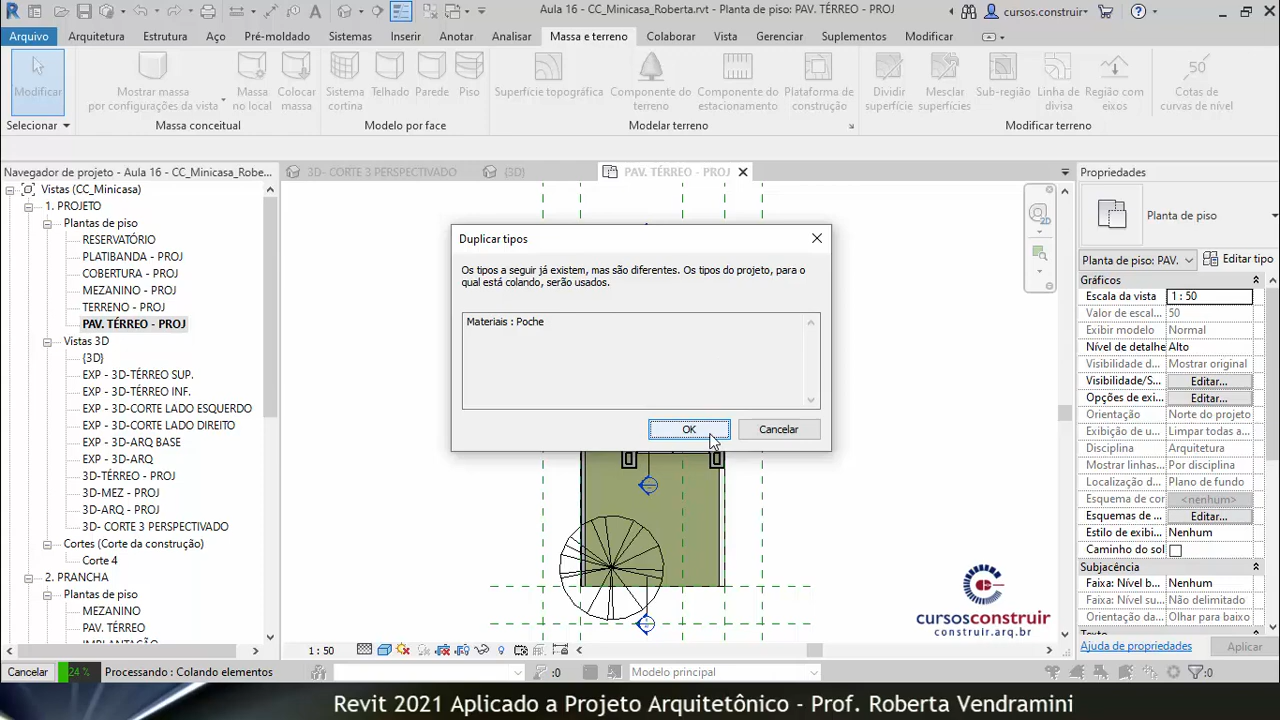 Aula 16 - CC_Minicasa_Roberta.rvt - Planta de piso: PAV. TÉRREO - PROJ
cursos.construir
Arquivo Arquitetura Estrutura Aço Pré-moldado Sistemas Inserir Anotar Analisar Massa e terreno Colaborar Vista Gerenciar Suplementos Modificar
Modificar
Mostrar massa
por configurações da vista
Massa
no local
Colocar
massa
Sistema
cortina
Telhado
Parede
Piso
Superfície topográfica
Componente do
terreno
Componente do
estacionamento
Plataforma de
construção
Dividir
superfície
Mesclar
superfícies
Sub-região
Linha de
divisa
Região com
eixos
50
Cotas de
curvas de nível
Selecionar
Massa conceitual
Modelo por face
Modelar terreno
Modificar terreno
Navegador de projeto - Aula 16 - CC_Minicasa_Robe...
3D- CORTE 3 PERSPECTIVADO
{3D}
PAV. TÉRREO - PROJ
Propriedades
Vistas (CC_Minicasa)
1. PROJETO
Plantas de piso
RESERVATÓRIO
PLATIBANDA - PROJ
COBERTURA - PROJ
MEZANINO - PROJ
TERRENO - PROJ
PAV. TÉRREO - PROJ
Vistas 3D
{3D}
EXP - 3D-TÉRREO SUP.
EXP - 3D-TÉRREO INF.
EXP - 3D-CORTE LADO ESQUERDO
EXP - 3D-CORTE LADO DIREITO
EXP - 3D-ARQ BASE
EXP - 3D-ARQ
3D-TÉRREO - PROJ
3D-MEZ - PROJ
3D- CORTE 3 PERSPECTIVADO
Cortes (Corte da construção)
Corte 4
2. PRANCHA
Plantas de piso
MEZANINO
PAV. TÉRREO
IMPLANTAÇÃO
Duplicar tipos
Os tipos a seguir já existem, mas são diferentes. Os tipos do projeto, para o
qual está colando, serão usados.
Materiais : Poche
OK
Cancelar
2D
Planta de piso
Planta de piso: PAV.
Editar tipo
Gráficos
Escala da vista 1 : 50
Valor de escal... 50
Exibir modelo Normal
Nível de detalhe Alto
Partes Mostrar original
Visibilidade/S... Editar...
Opções de exi... Editar...
Orientação Norte do projeto
Exibição de u... Limpar todas a...
Disciplina Arquitetura
Mostrar linhas... Por disciplina
Localização d... Plano de fundo
Esquema de cor <nenhum>
Esquemas de ... Editar...
Estilo de exibi... Nenhum
Caminho do sol
Subjacência
Faixa: Nível b... Nenhum
Faixa: Nível su... Não delimitado
Orientação su... Olhar para baixo
Ajuda de propriedades
Aplicar
cursosconstruir
construir.arq.br
1 : 50
Cancelar
24 %
Processando : Colando elementos
:0
Modelo principal
:0
Revit 2021 Aplicado a Projeto Arquitetônico - Prof. Roberta Vendramini